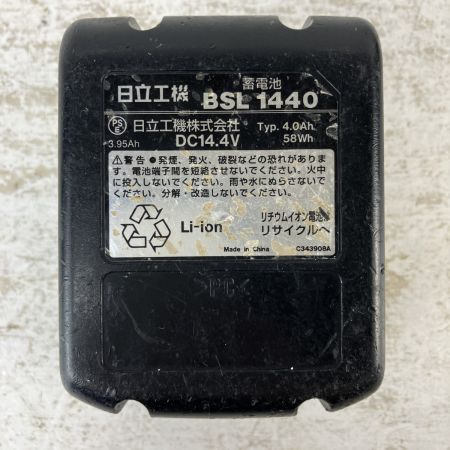 日立工機
蓄電池
BSL 1440
PS
E
日立工機株式会社
Typ. 4.0Ah
3.95Ah
DC14.4V
58Wh
⚠警告 ●発煙、発火、破裂などの恐れがありま
す。電池端子間を短絡させないでください。火中
に投入しないでください。雨や水にぬらさないで
ください。分解・改造しないでください。
Li-ion
リチウムイオン電池は
リサイクルへ
Made in China
C343908A
>PC<